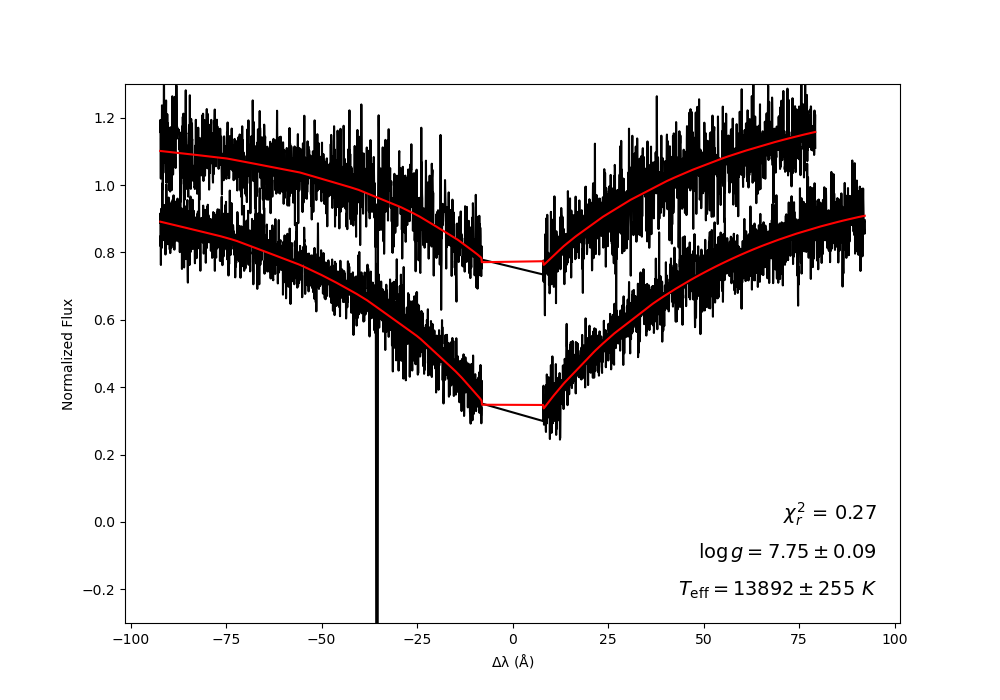 1.2
1.0
0.8
0.6
0.4
0.2
0.0
−0.2
Normalized Flux
χ²ᵣ = 0.27
log g = 7.75 ± 0.09
T_eff = 13892 ± 255 K
−100 −75 −50 −25 0 25 50 75 100
Δλ (Å)